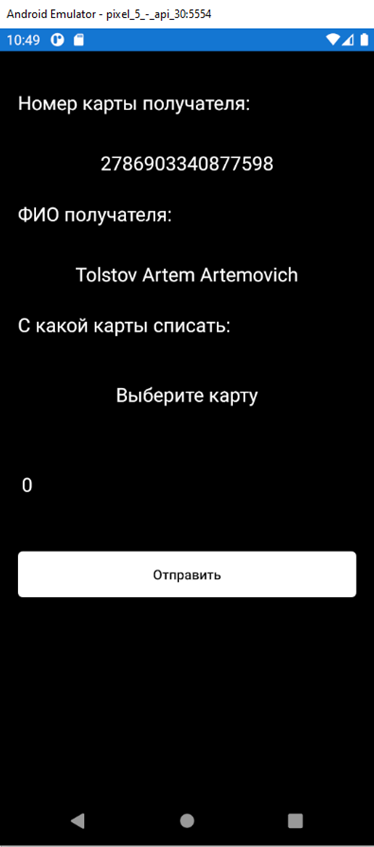 Android Emulator - pixel_5_-_api_30:5554
10:49
Номер карты получателя:
2786903340877598
ФИО получателя:
Tolstov Artem Artemovich
С какой карты списать:
Выберите карту
0
Отправить